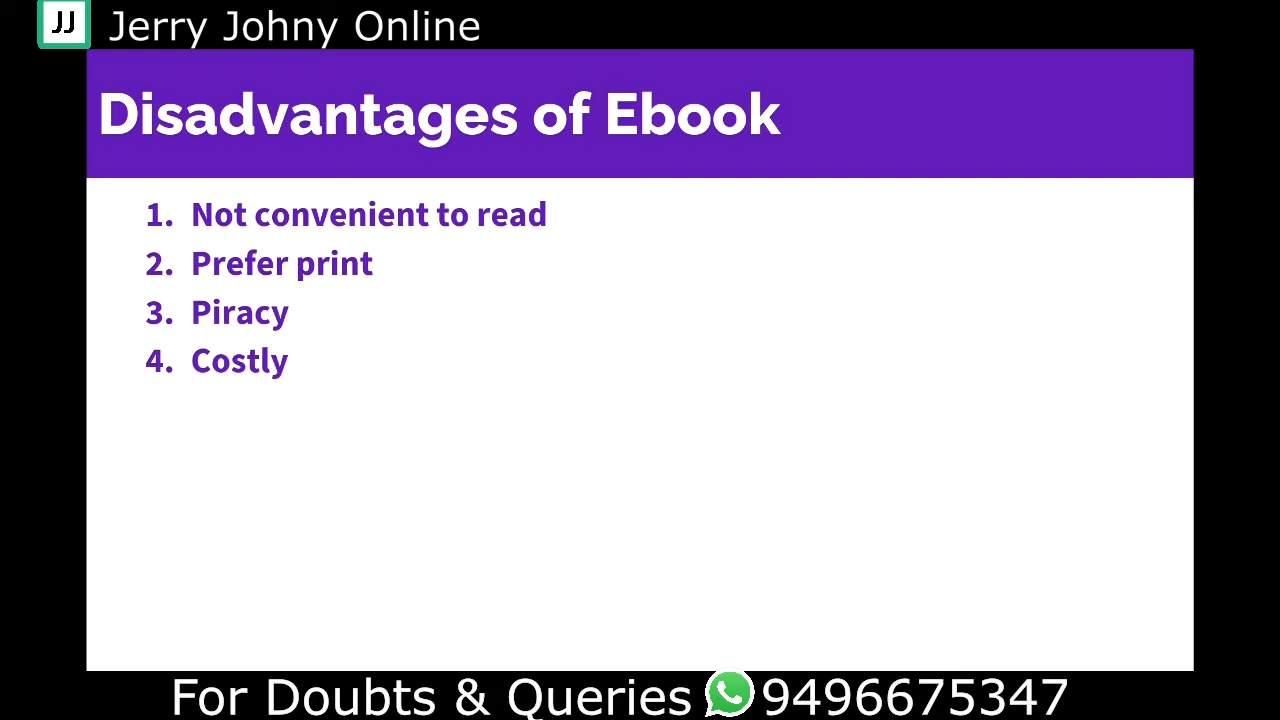 JJ Jerry Johny Online
Disadvantages of Ebook
1. Not convenient to read
2. Prefer print
3. Piracy
4. Costly
For Doubts & Queries 9496675347